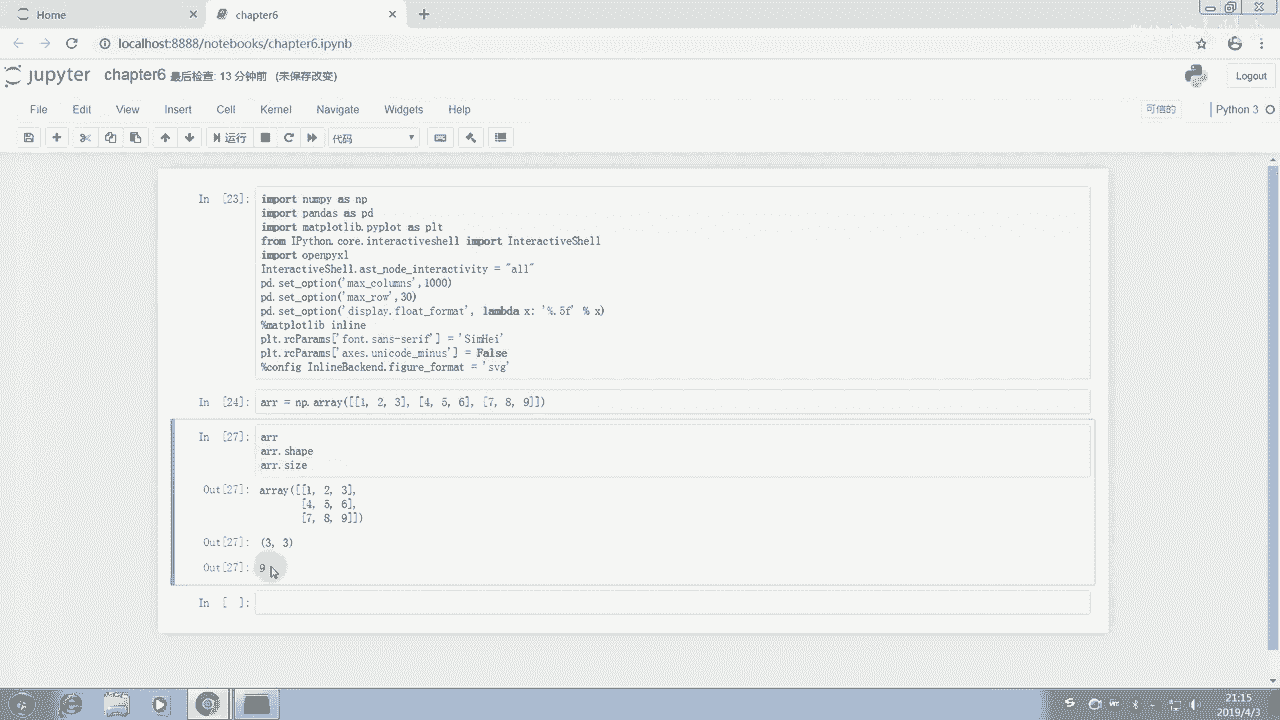 Home
chapter6
localhost:8888/notebooks/chapter6.ipynb
jupyter chapter6 最后检查: 13 分钟前 (未保存改变)
Logout
File Edit View Insert Cell Kernel Navigate Widgets Help
可信的 Python 3
运行 代码
In [23]: import numpy as np
import pandas as pd
import matplotlib.pyplot as plt
from IPython.core.interactiveshell import InteractiveShell
import openpyxl
InteractiveShell.ast_node_interactivity = "all"
pd.set_option('max_columns',1000)
pd.set_option('max_row',30)
pd.set_option('display.float_format', lambda x: '%.5f' % x)
%matplotlib inline
plt.rcParams['font.sans-serif'] = 'SimHei'
plt.rcParams['axes.unicode_minus'] = False
%config InlineBackend.figure_format = 'svg'
In [24]: arr = np.array([[1, 2, 3], [4, 5, 6], [7, 8, 9]])
In [27]: arr
arr.shape
arr.size
Out[27]: array([[1, 2, 3],
[4, 5, 6],
[7, 8, 9]])
Out[27]: (3, 3)
Out[27]: 9
In [ ]:
21:15
2019/4/3